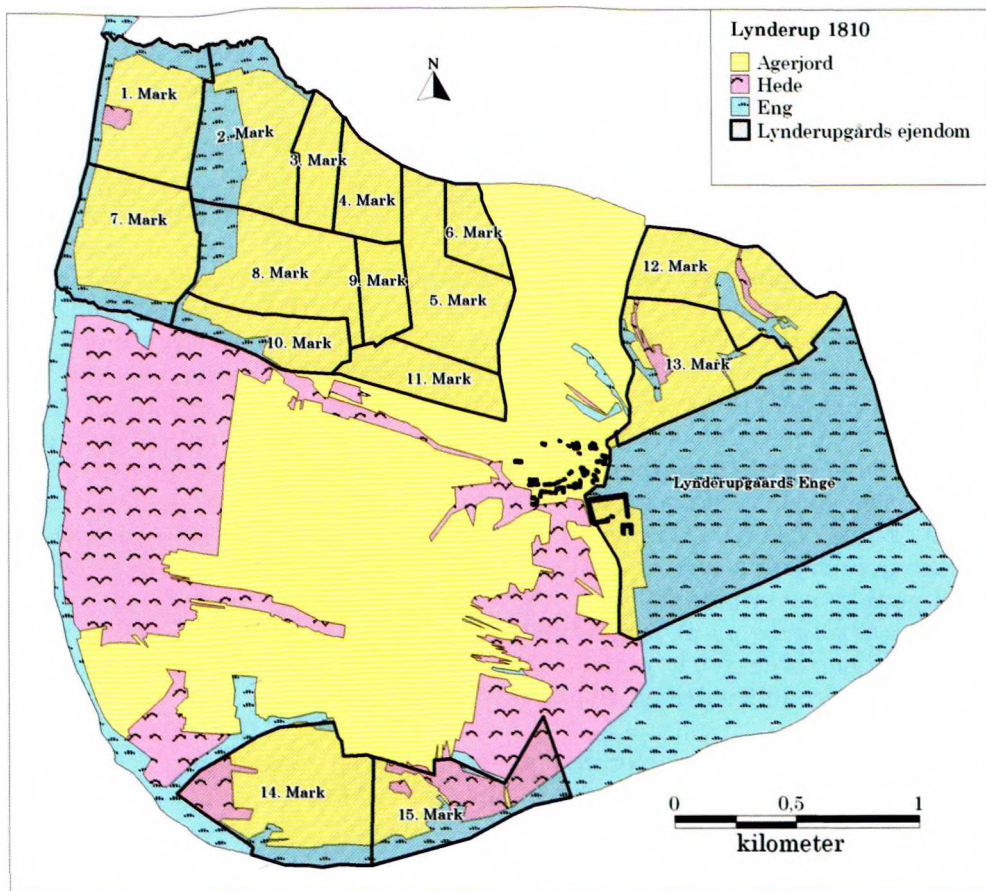 Lynderup 1810
Agerjord
Hede
Eng
Lynderupgårds ejendom
N
1. Mark
2. Mark
3. Mark
4. Mark
7. Mark
6. Mark
8. Mark
9. Mark
5. Mark
10. Mark
11. Mark
12. Mark
13. Mark
Lynderupgaards Enge
14. Mark
15. Mark
0 0,5 1
kilometer